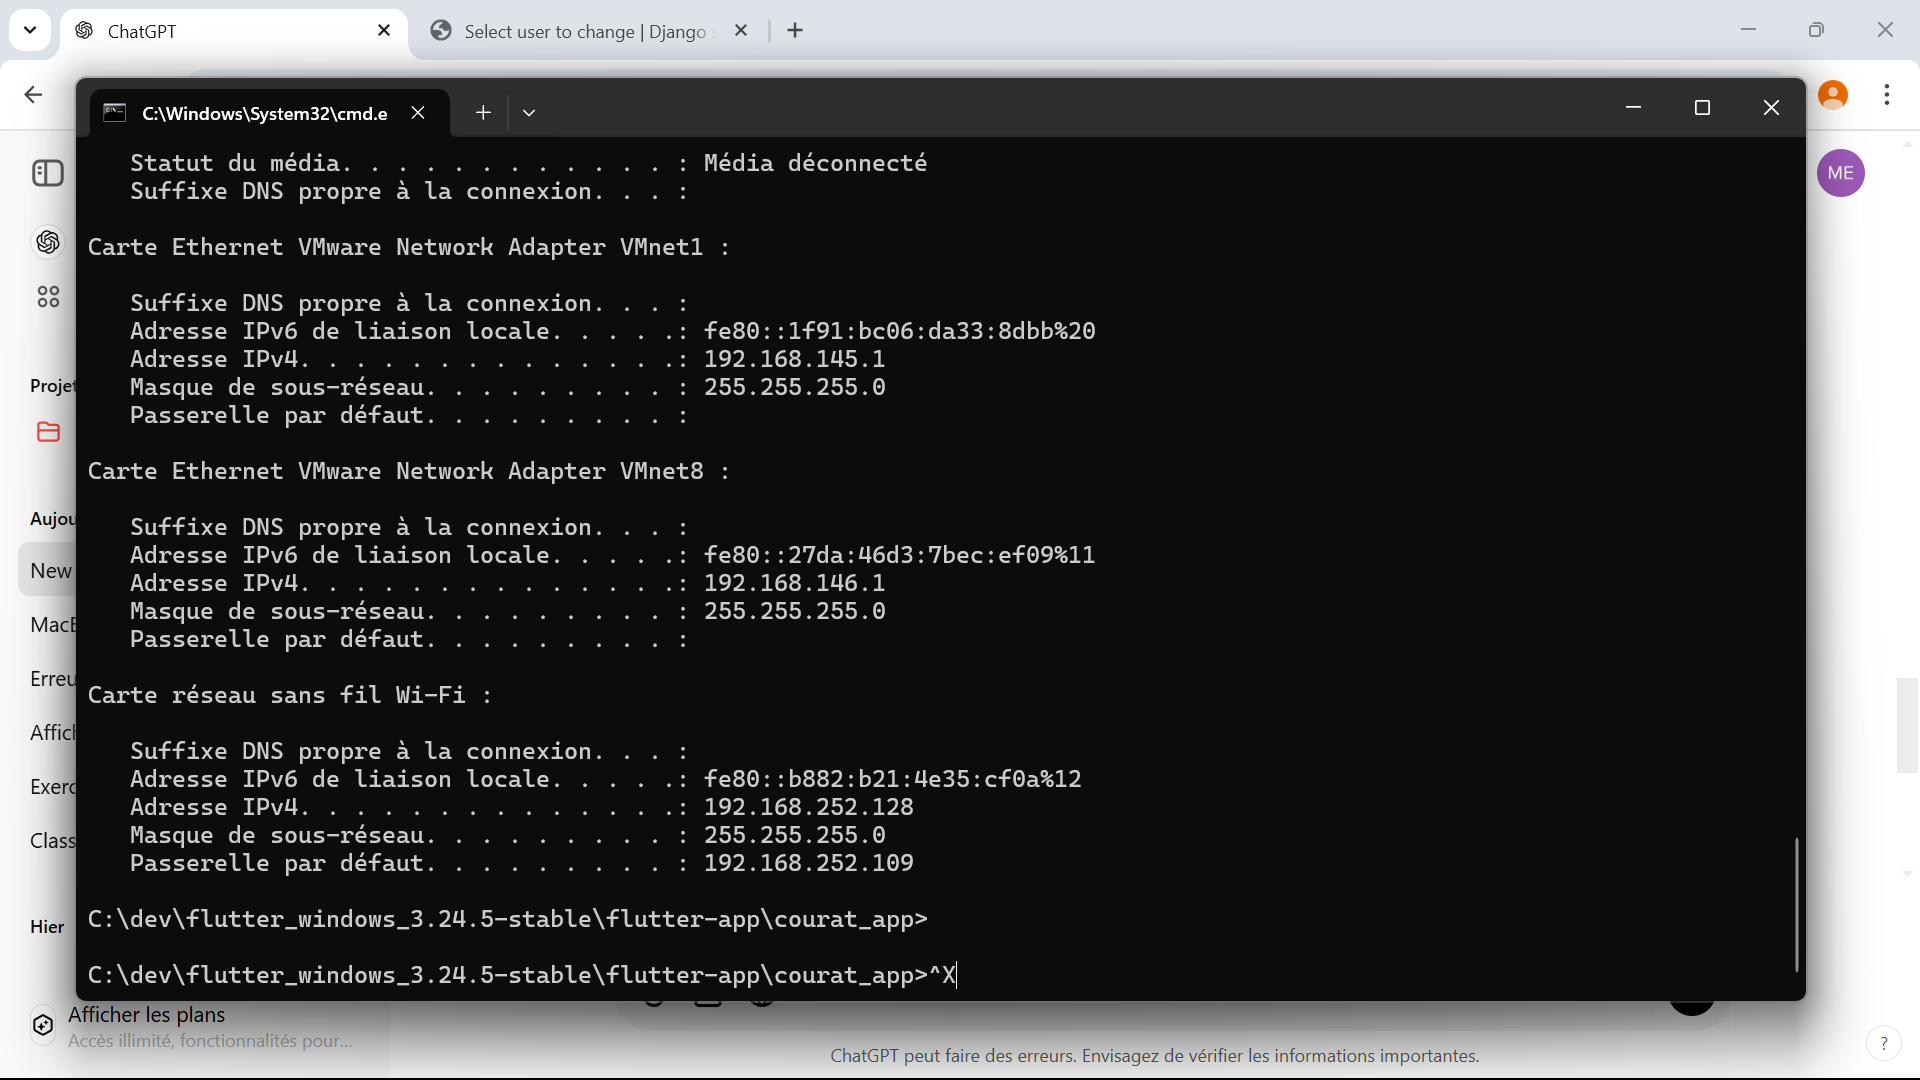 ChatGPT
Select user to change | Django
C:\Windows\System32\cmd.e
ME
Statut du média. . . . . . . . . . . . : Média déconnecté
Suffixe DNS propre à la connexion. . . :
Carte Ethernet VMware Network Adapter VMnet1 :
Suffixe DNS propre à la connexion. . . :
Adresse IPv6 de liaison locale. . . . .: fe80::1f91:bc06:da33:8dbb%20
Adresse IPv4. . . . . . . . . . . . . .: 192.168.145.1
Masque de sous-réseau. . . . . . . . . : 255.255.255.0
Passerelle par défaut. . . . . . . . . :
Carte Ethernet VMware Network Adapter VMnet8 :
Suffixe DNS propre à la connexion. . . :
Adresse IPv6 de liaison locale. . . . .: fe80::27da:46d3:7bec:ef09%11
Adresse IPv4. . . . . . . . . . . . . .: 192.168.146.1
Masque de sous-réseau. . . . . . . . . : 255.255.255.0
Passerelle par défaut. . . . . . . . . :
Carte réseau sans fil Wi-Fi :
Suffixe DNS propre à la connexion. . . :
Adresse IPv6 de liaison locale. . . . .: fe80::b882:b21:4e35:cf0a%12
Adresse IPv4. . . . . . . . . . . . . .: 192.168.252.128
Masque de sous-réseau. . . . . . . . . : 255.255.255.0
Passerelle par défaut. . . . . . . . . : 192.168.252.109
C:\dev\flutter_windows_3.24.5-stable\flutter-app\courat_app>
C:\dev\flutter_windows_3.24.5-stable\flutter-app\courat_app>^X
Projet
Aujou
New
Mac
Erreu
Affich
Exerc
Class
Hier
Afficher les plans
Accès illimité, fonctionnalités pour...
ChatGPT peut faire des erreurs. Envisagez de vérifier les informations importantes.
?